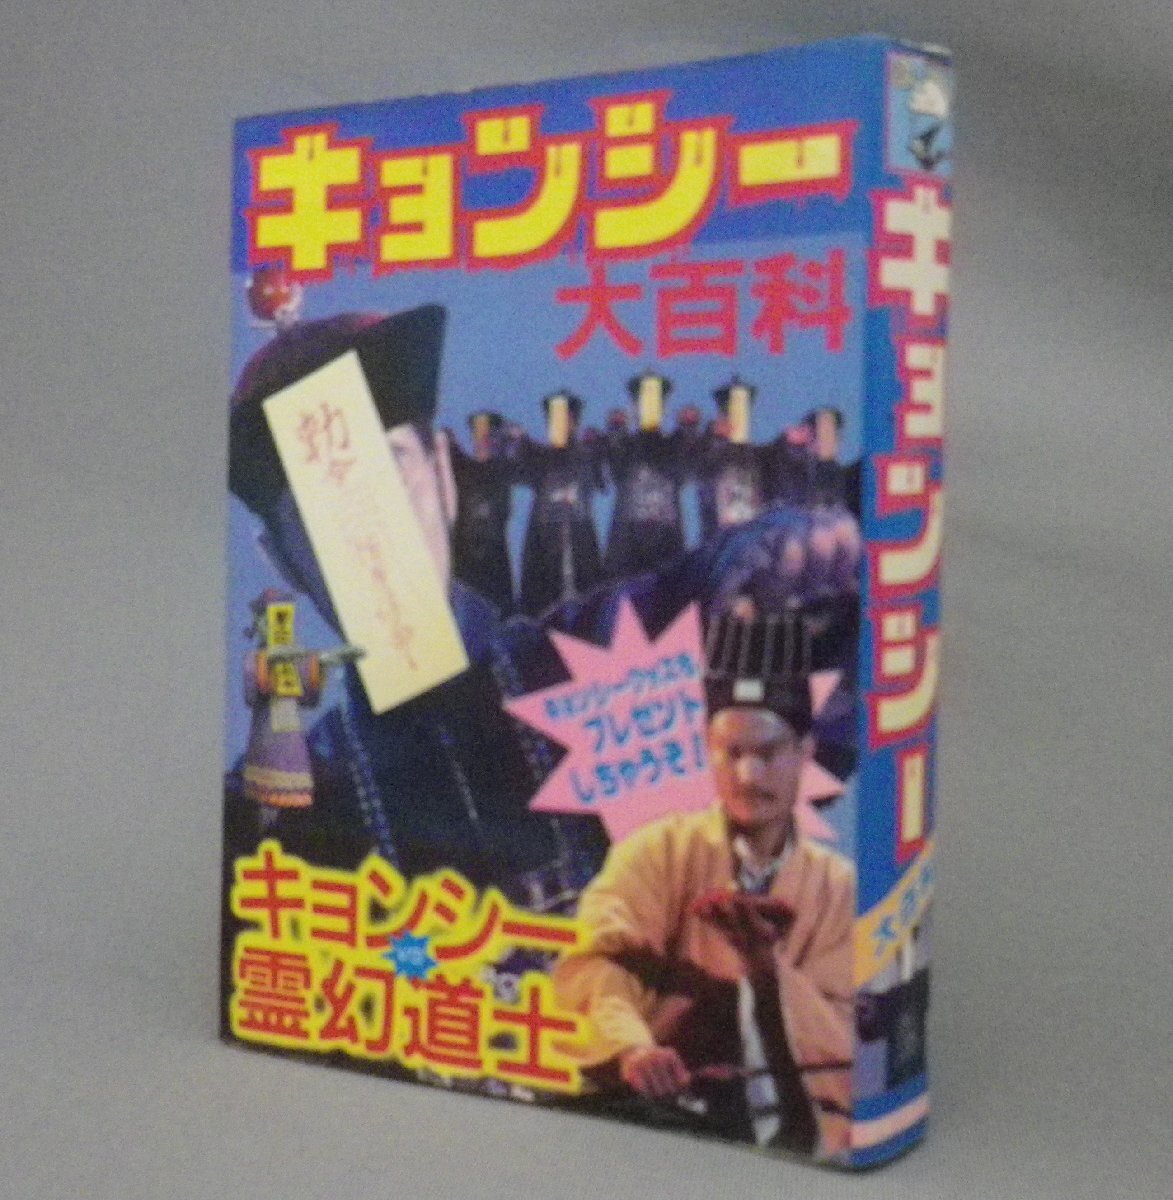 キョンシー
大百科
キョンシーグッズを
プレゼント
しちゃうぞ!
キョンシー
VS
霊幻道士
キョンシー